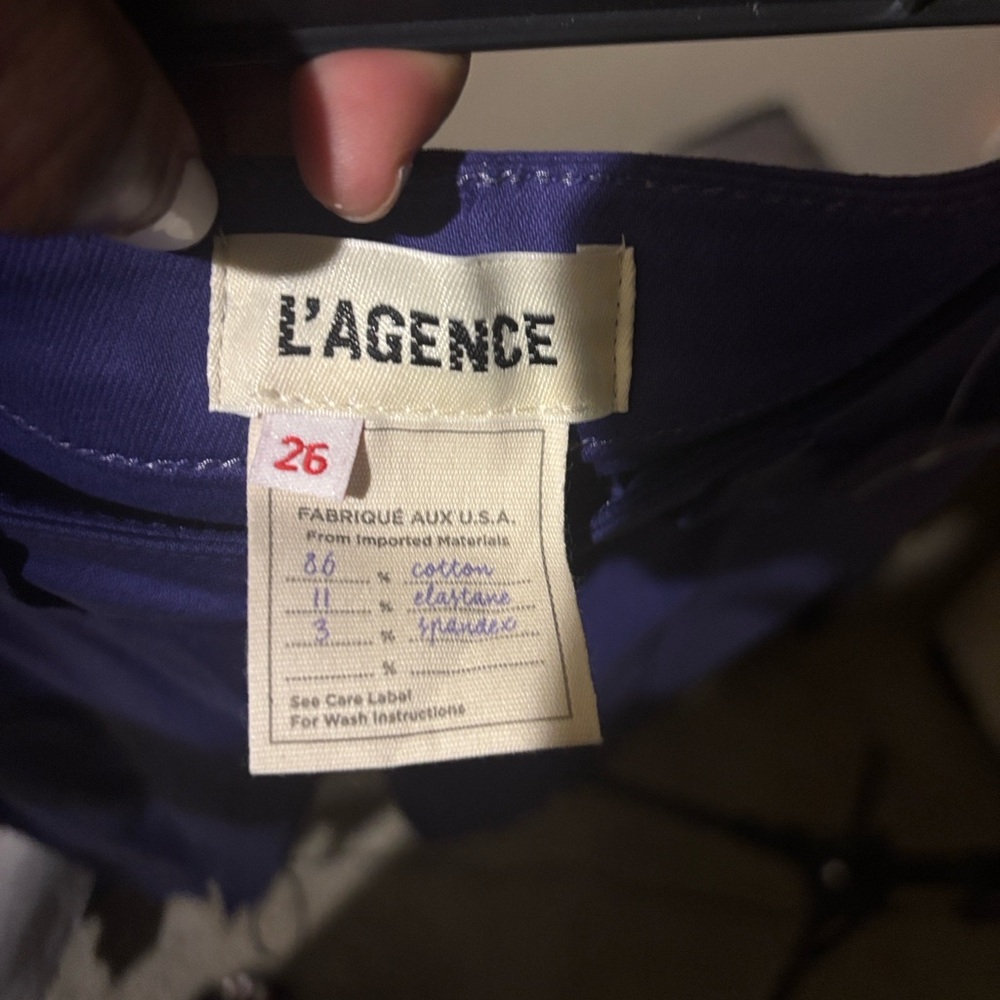 L'AGENCE
26
FABRIQUÉ AUX U.S.A.
From Imported Materials
86 % cotton
11 % elastane
3 % spandex
%
See Care Label
For Wash Instructions